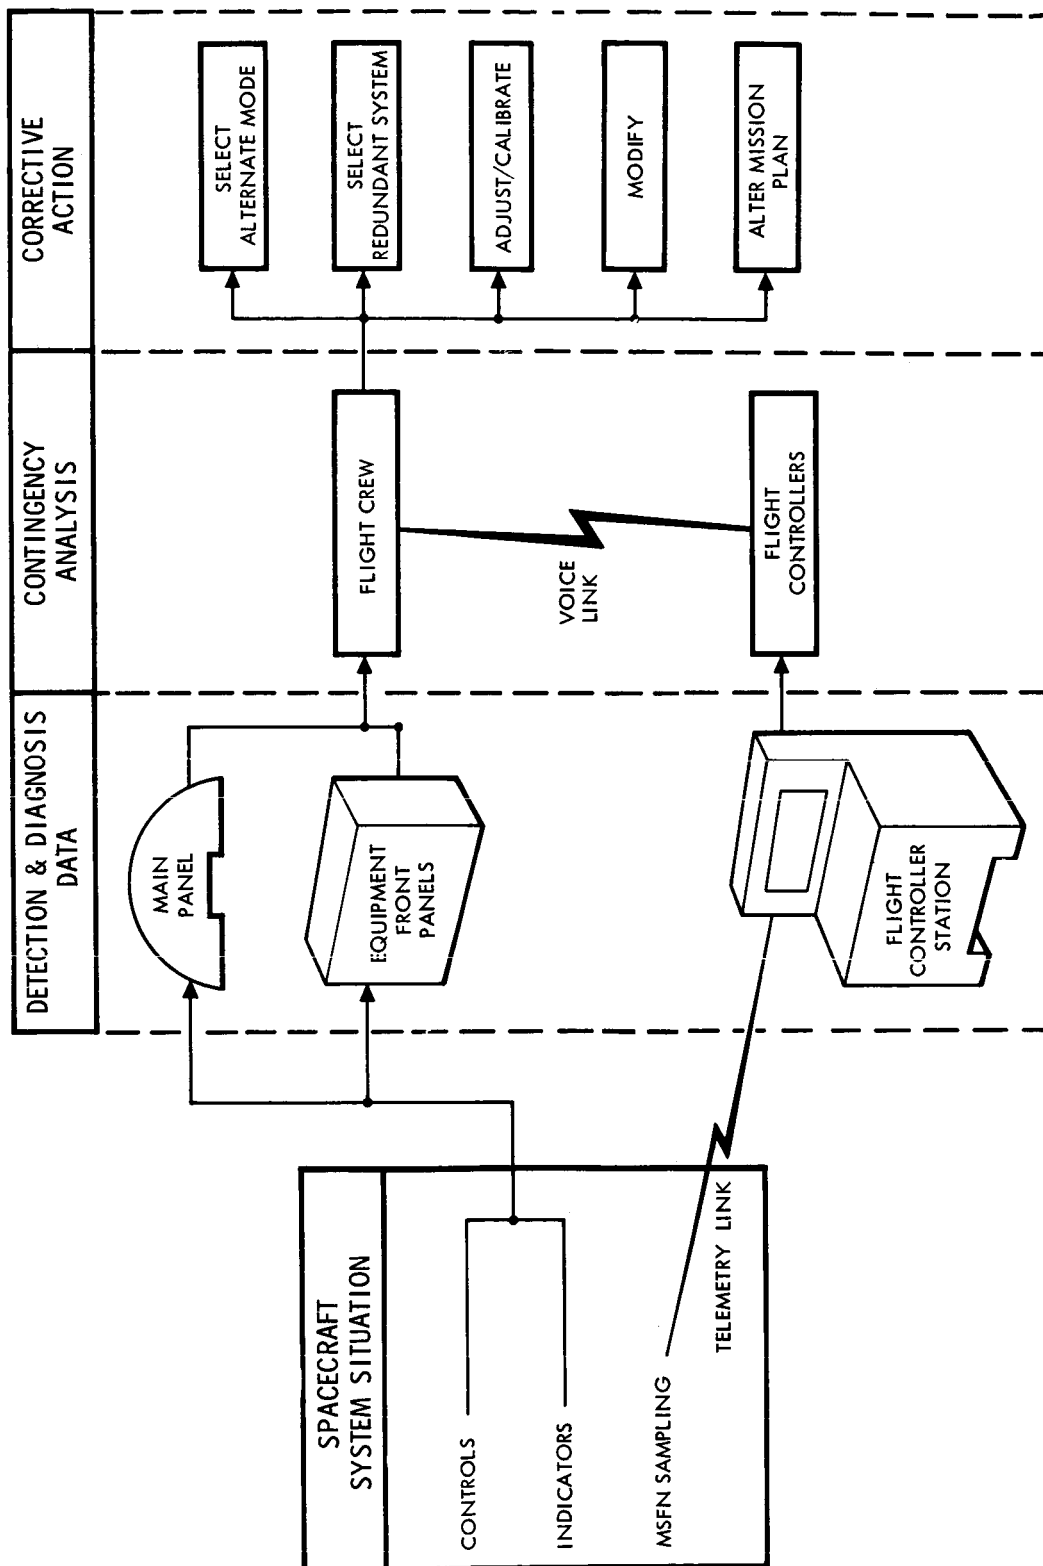 DETECTION & DIAGNOSIS
DATA
CONTINGENCY
ANALYSIS
CORRECTIVE
ACTION
SPACECRAFT
SYSTEM SITUATION
CONTROLS
INDICATORS
MSFN SAMPLING
TELEMETRY LINK
MAIN
PANEL
EQUIPMENT
FRONT
PANELS
FLIGHT
CONTROLLER
STATION
FLIGHT CREW
VOICE
LINK
FLIGHT
CONTROLLERS
SELECT
ALTERNATE MODE
SELECT
REDUNDANT SYSTEM
ADJUST/CALIBRATE
MODIFY
ALTER MISSION
PLAN